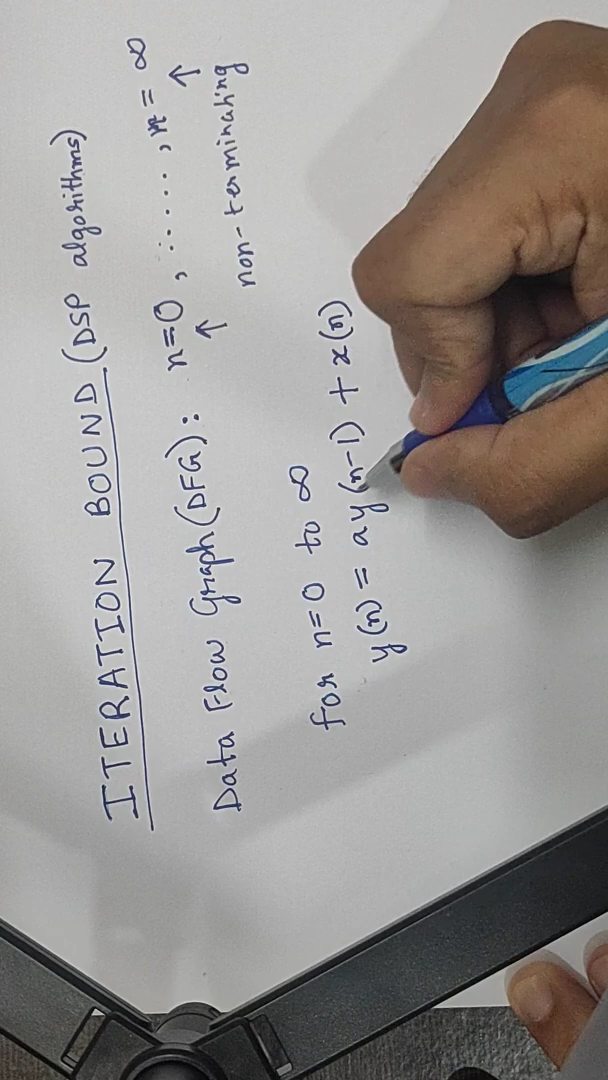 ITERATION BOUND (DSP algorithms)
Data Flow Graph (DFG): n=0, ......, n = ∞
↑ ↑
non-terminating
for n=0 to ∞
y(n) = ay(n-1) + x(n)